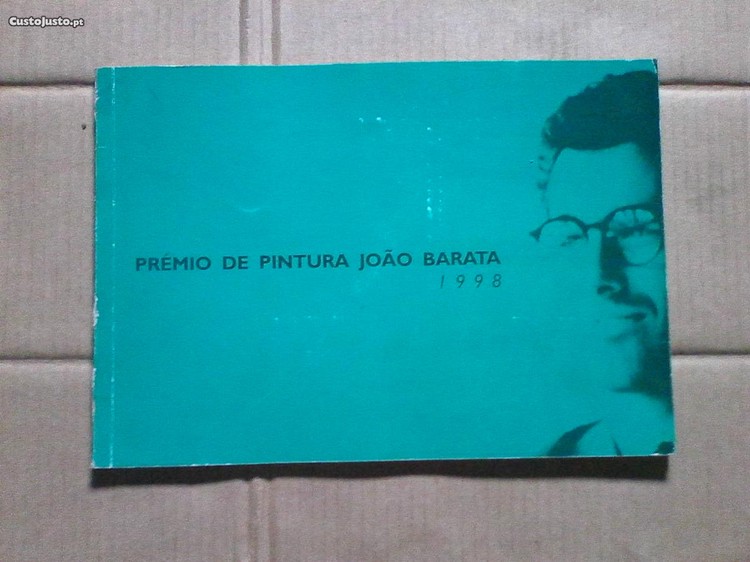 CustoJusto.pt
PRÉMIO DE PINTURA JOÃO BARATA
1998